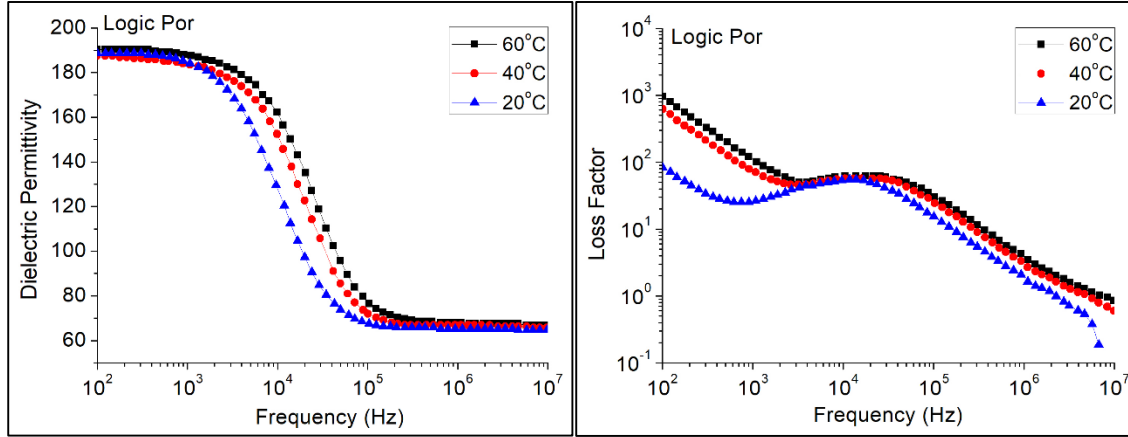 Logic Por
60°C
40°C
20°C
200
180
160
140
120
100
80
60
Dielectric Permittivity
10² 10³ 10⁴ 10⁵ 10⁶ 10⁷
Frequency (Hz)
Logic Por
60°C
40°C
20°C
10⁴
10³
10²
10¹
10⁰
10⁻¹
Loss Factor
10² 10³ 10⁴ 10⁵ 10⁶ 10⁷
Frequency (Hz)